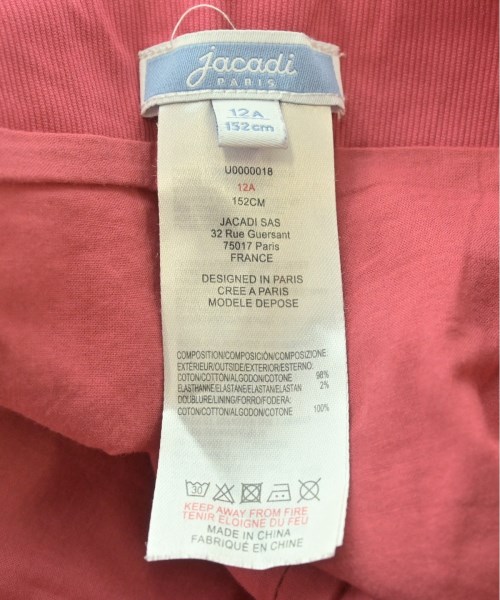 jacadi
PARIS
12A
152cm
U0000018
12A
152CM
JACADI SAS
32 Rue Guersant
75017 Paris
FRANCE
DESIGNED IN PARIS
CREE A PARIS
MODELE DEPOSE
COMPOSITION/COMPOSICIÓN/COMPOSIZIONE:
EXTÉRIEUR/OUTSIDE/EXTERIOR/ESTERNO:
COTON/COTTON/ALGODON/COTONE 98%
ELASTHANNE/ELASTANE/ELASTAN/ELASTAN 2%
DOUBLURE/LINING/FORRO/FODERA:
COTON/COTTON/ALGODON/COTONE 100%
30
KEEP AWAY FROM FIRE
TENIR ELOIGNE DU FEU
MADE IN CHINA
FABRIQUÉ EN CHINE